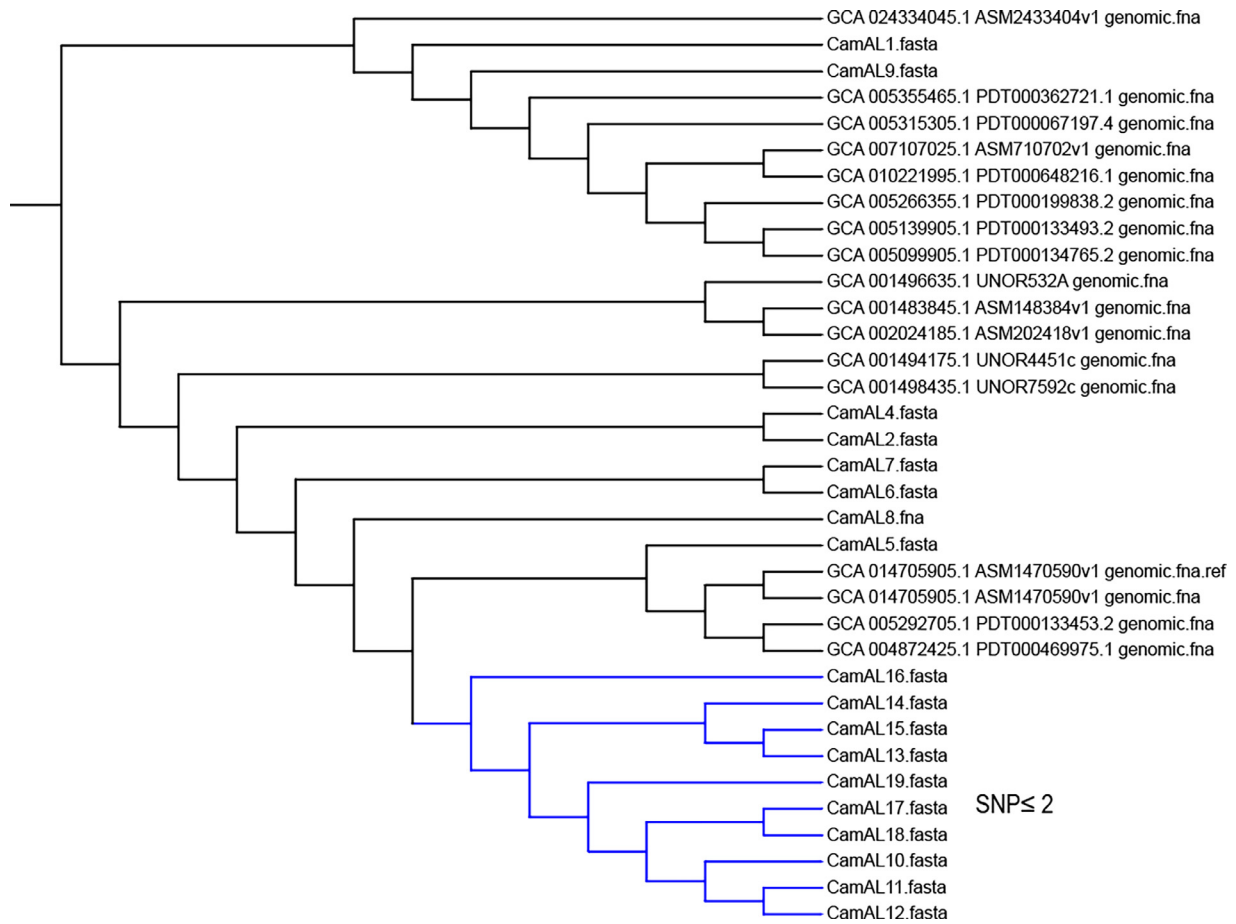 GCA 024334045.1 ASM2433404v1 genomic.fna
CamAL1.fasta
CamAL9.fasta
GCA 005355465.1 PDT000362721.1 genomic.fna
GCA 005315305.1 PDT000067197.4 genomic.fna
GCA 007107025.1 ASM710702v1 genomic.fna
GCA 010221995.1 PDT000648216.1 genomic.fna
GCA 005266355.1 PDT000199838.2 genomic.fna
GCA 005139905.1 PDT000133493.2 genomic.fna
GCA 005099905.1 PDT000134765.2 genomic.fna
GCA 001496635.1 UNOR532A genomic.fna
GCA 001483845.1 ASM148384v1 genomic.fna
GCA 002024185.1 ASM202418v1 genomic.fna
GCA 001494175.1 UNOR4451c genomic.fna
GCA 001498435.1 UNOR7592c genomic.fna
CamAL4.fasta
CamAL2.fasta
CamAL7.fasta
CamAL6.fasta
CamAL8.fna
CamAL5.fasta
GCA 014705905.1 ASM1470590v1 genomic.fna.ref
GCA 014705905.1 ASM1470590v1 genomic.fna
GCA 005292705.1 PDT000133453.2 genomic.fna
GCA 004872425.1 PDT000469975.1 genomic.fna
CamAL16.fasta
CamAL14.fasta
CamAL15.fasta
CamAL13.fasta
CamAL19.fasta
CamAL17.fasta SNP≤ 2
CamAL18.fasta
CamAL10.fasta
CamAL11.fasta
CamAL12.fasta